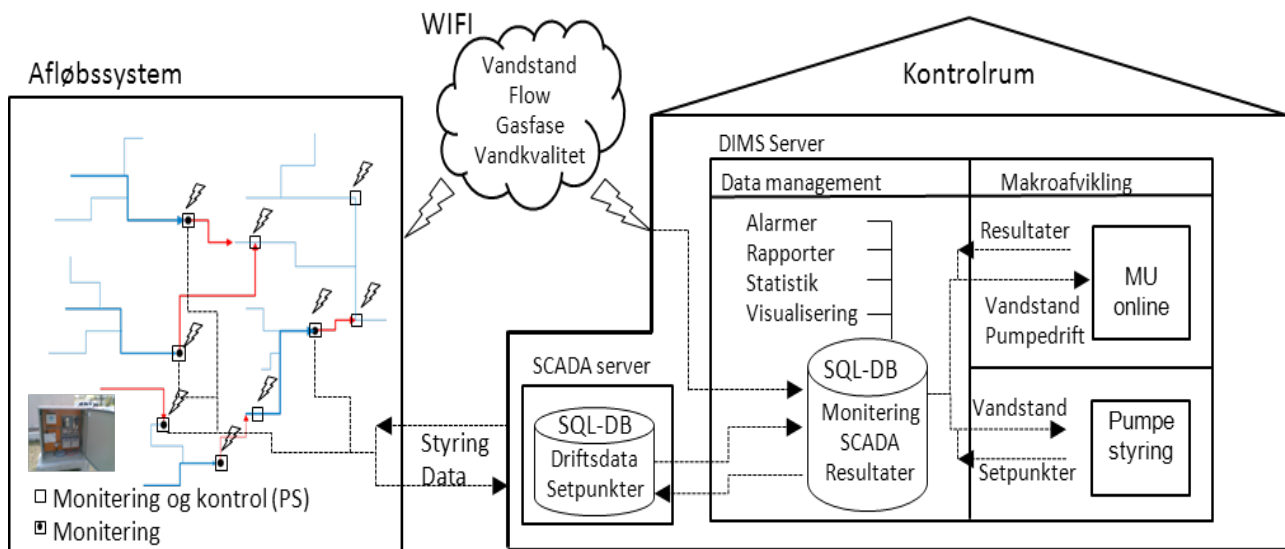 WIFI
Afløbssystem
Vandstand
Flow
Gasfase
Vandkvalitet
Kontrolrum
DIMS Server
Data management
Makroafvikling
Alarmer
Rapporter
Statistik
Visualisering
Resultater
MU
online
Vandstand
Pumpedrift
SCADA server
SQL-DB
Driftsdata
Setpunkter
SQL-DB
Monitering
SCADA
Resultater
Vandstand
Setpunkter
Pumpe
styring
Styring
Data
Monitering og kontrol (PS)
Monitering